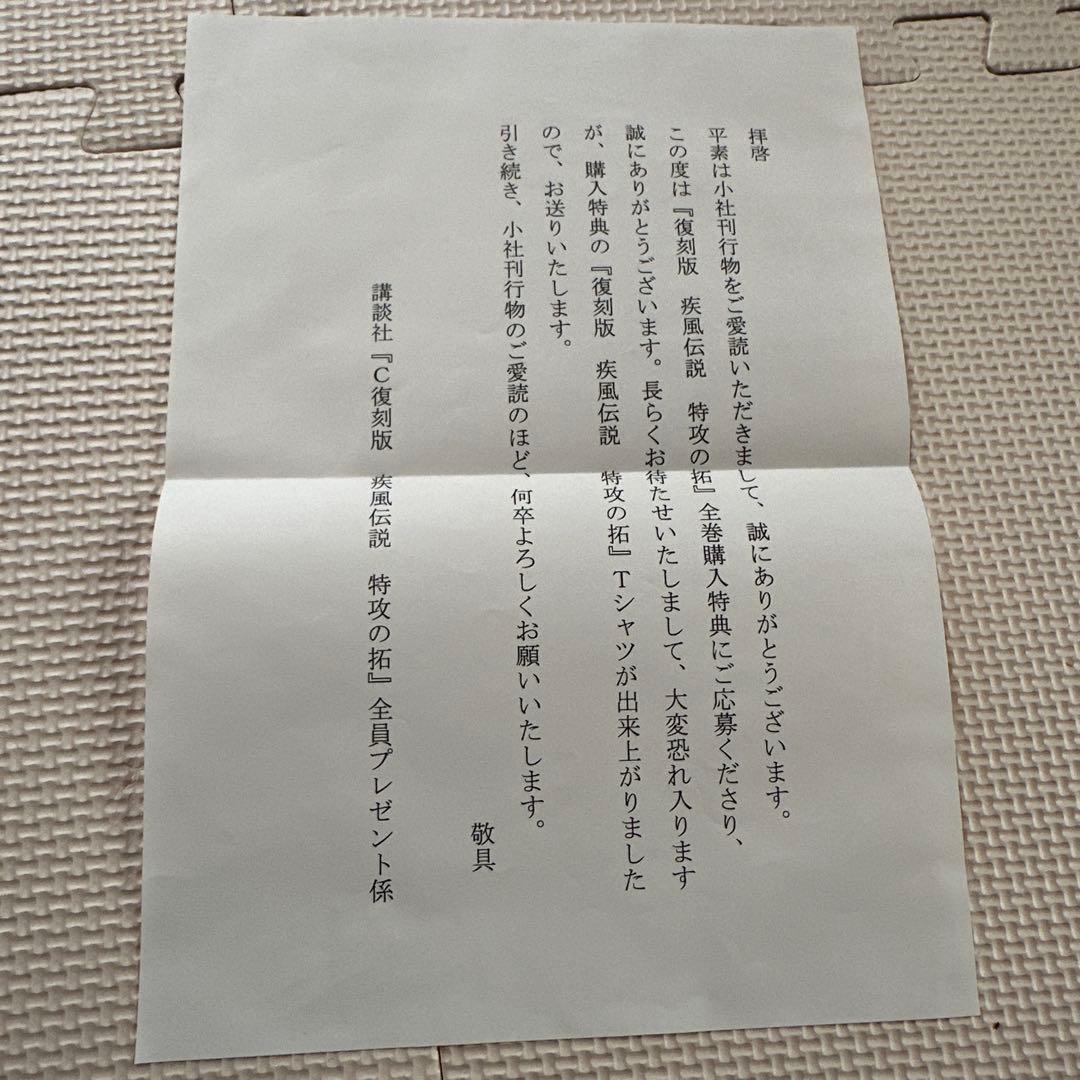 拝啓
平素は小社刊行物をご愛読いただきまして、誠にありがとうございます。
この度は『復刻版　疾風伝説　特攻の拓』全巻購入特典にご応募くださり、
誠にありがとうございます。長らくお待たせいたしまして、大変恐れ入ります
が、購入特典の『復刻版　疾風伝説　特攻の拓』Tシャツが出来上がりました
ので、お送りいたします。
引き続き、小社刊行物のご愛読のほど、何卒よろしくお願いいたします。
敬具
講談社『C復刻版　疾風伝説　特攻の拓』全員プレゼント係